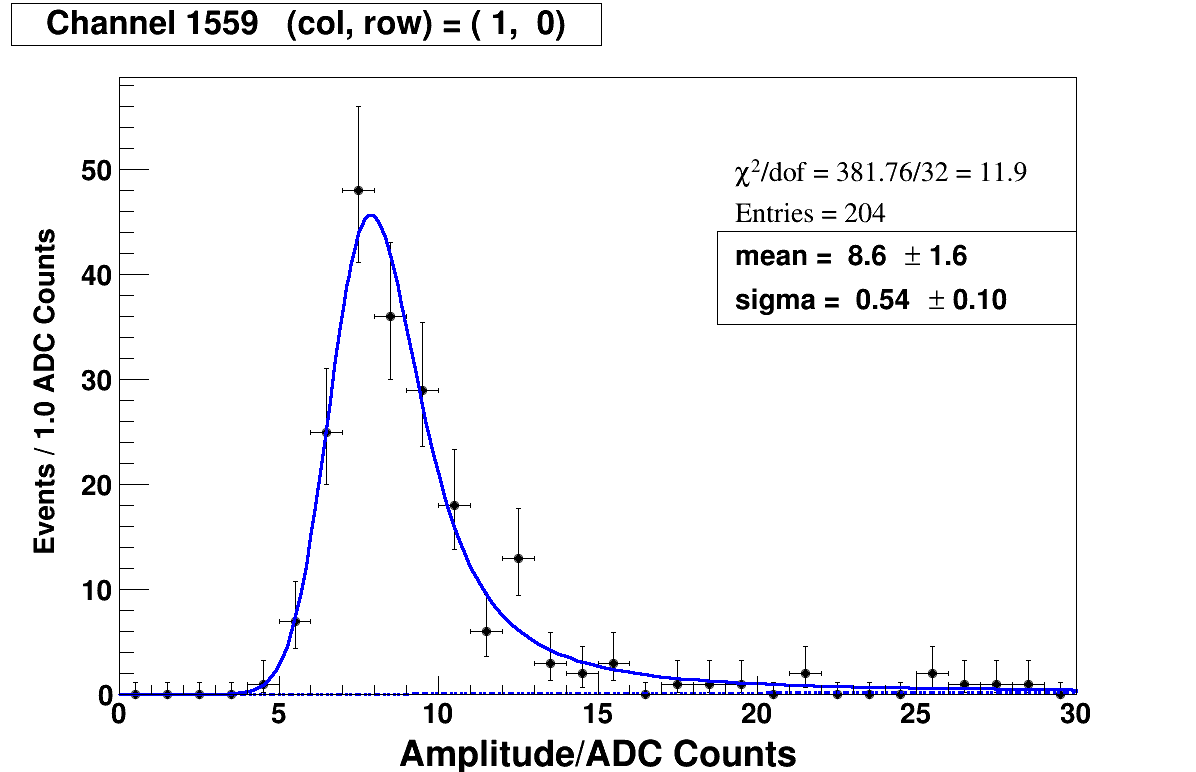 Channel 1559 (col, row) = ( 1, 0)
χ²/dof = 381.76/32 = 11.9
Entries = 204
mean = 8.6 ± 1.6
sigma = 0.54 ± 0.10
Events / 1.0 ADC Counts
50
40
30
20
10
0
0 5 10 15 20 25 30
Amplitude/ADC Counts